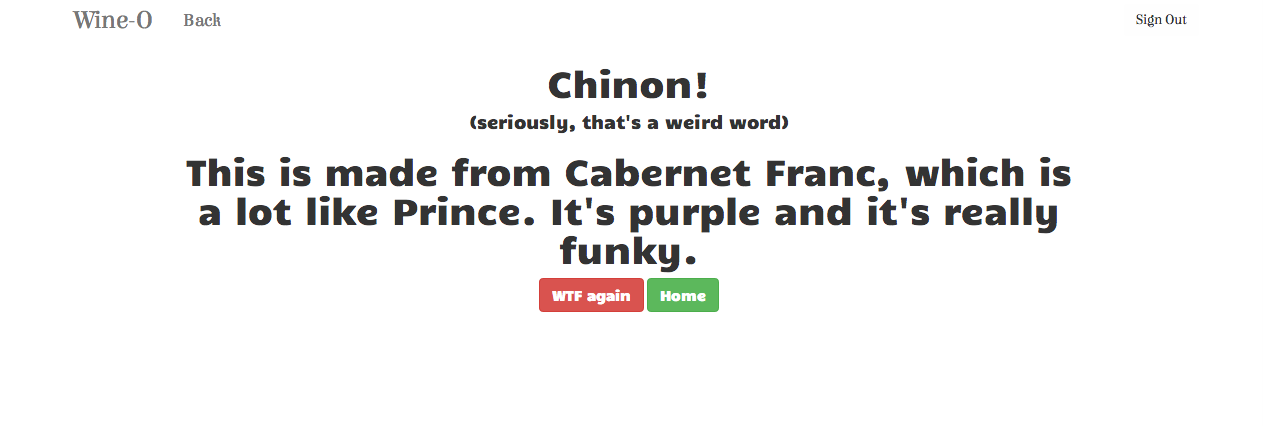 Wine-O Back Sign Out
Chinon!
(seriously, that's a weird word)
This is made from Cabernet Franc, which is
a lot like Prince. It's purple and it's really
funky.
WTF again Home